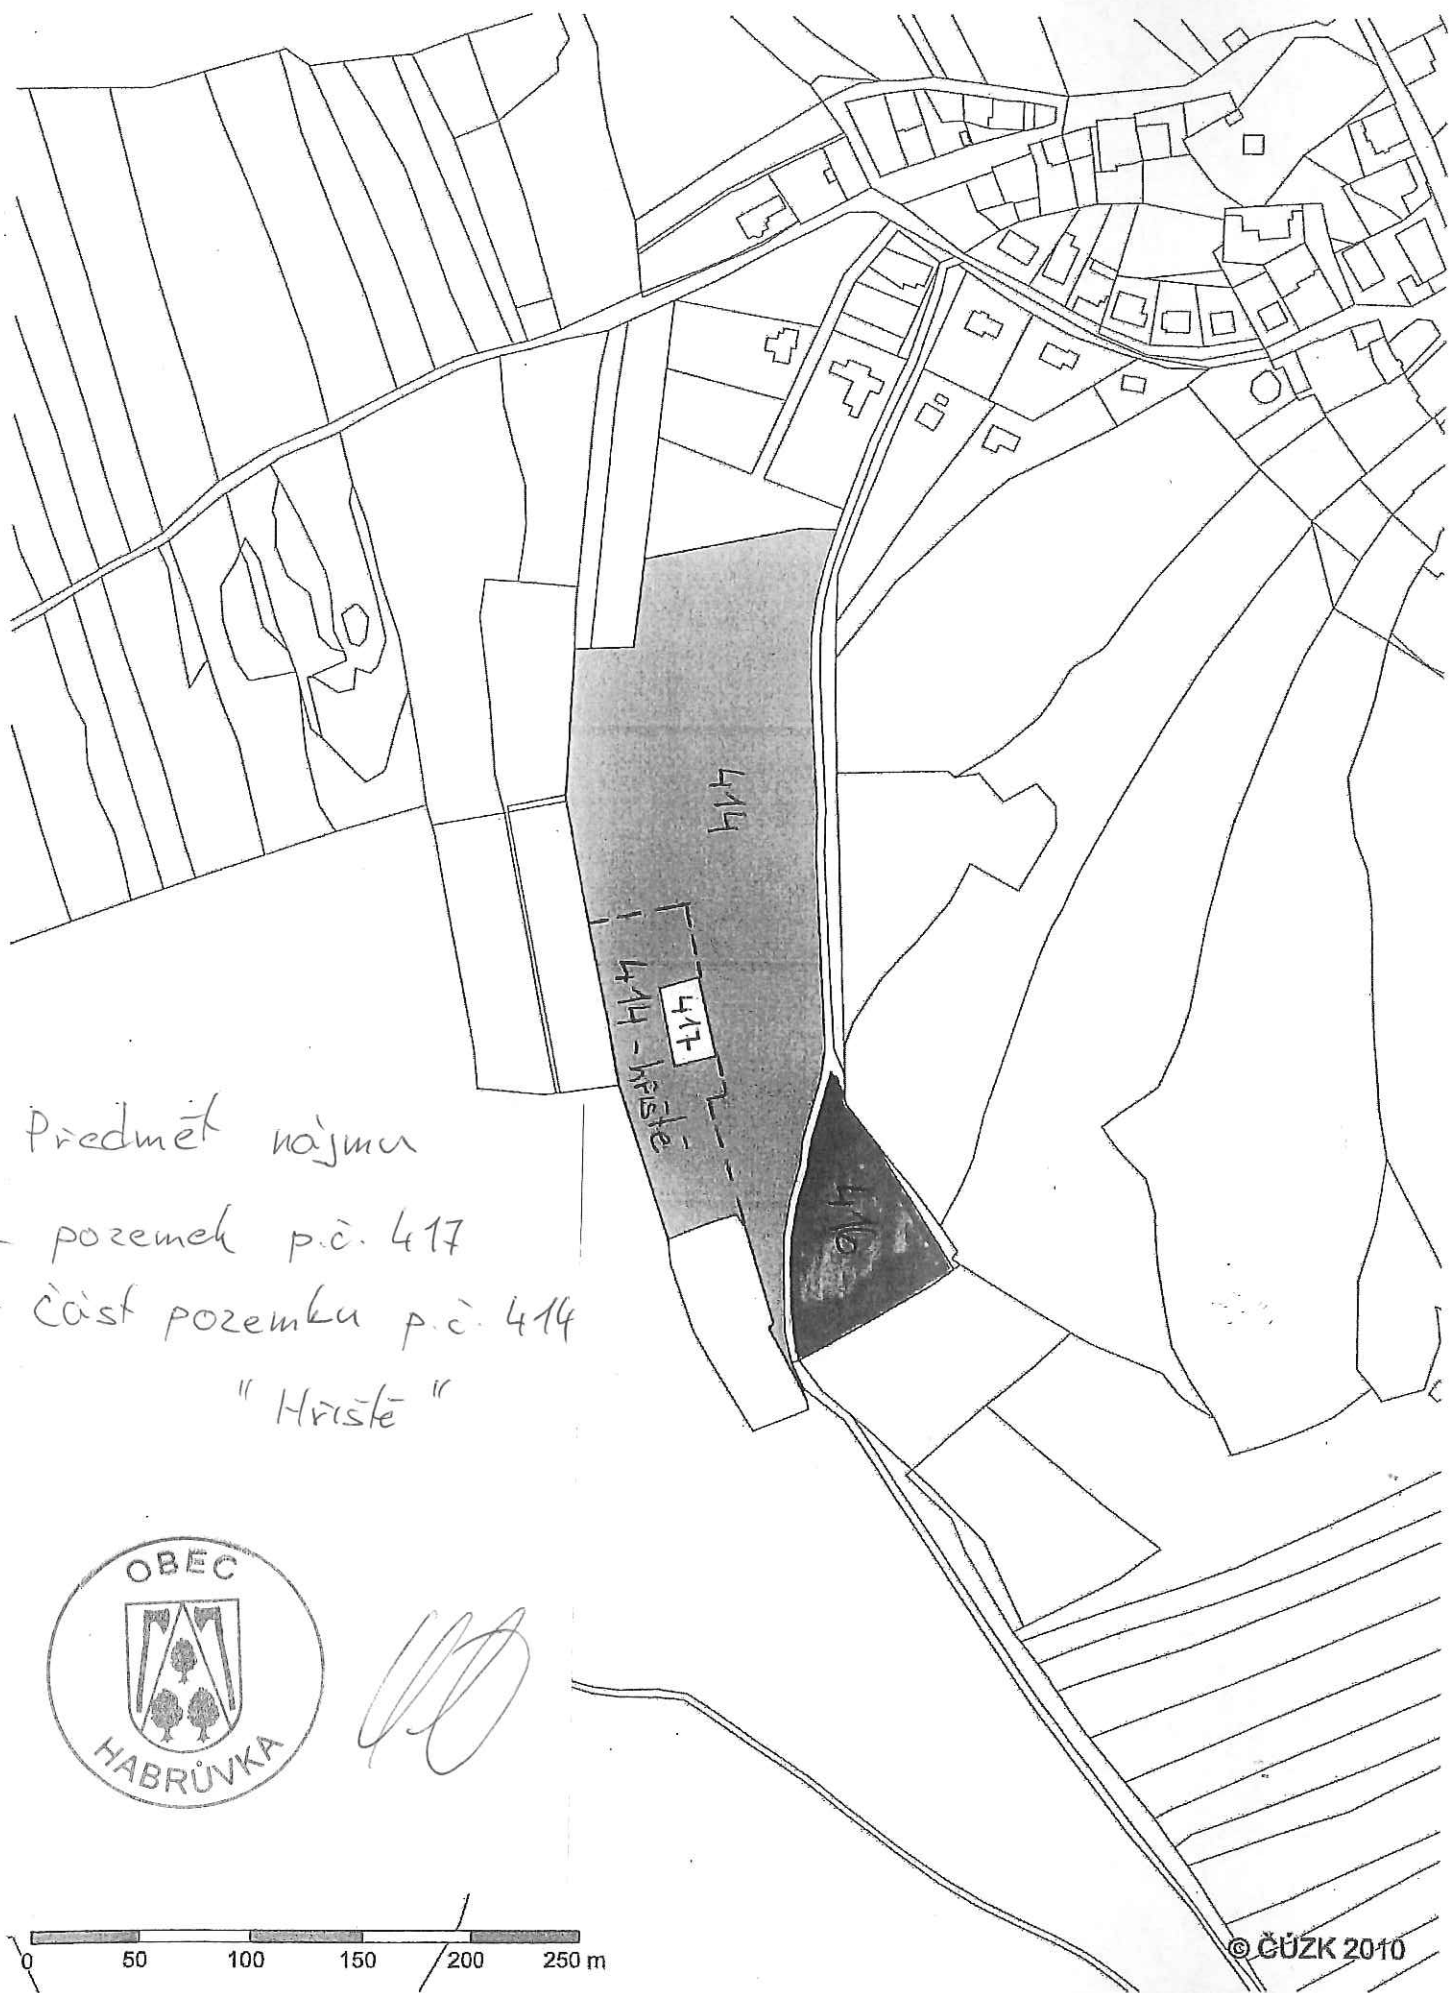 414
417
414 - hřiště
416
Předmět nájmu
- pozemek p.č. 417
- část pozemku p.č. 414
"Hřiště"
OBEC
HABRŮVKA
0 50 100 150 200 250 m
© ČÚZK 2010